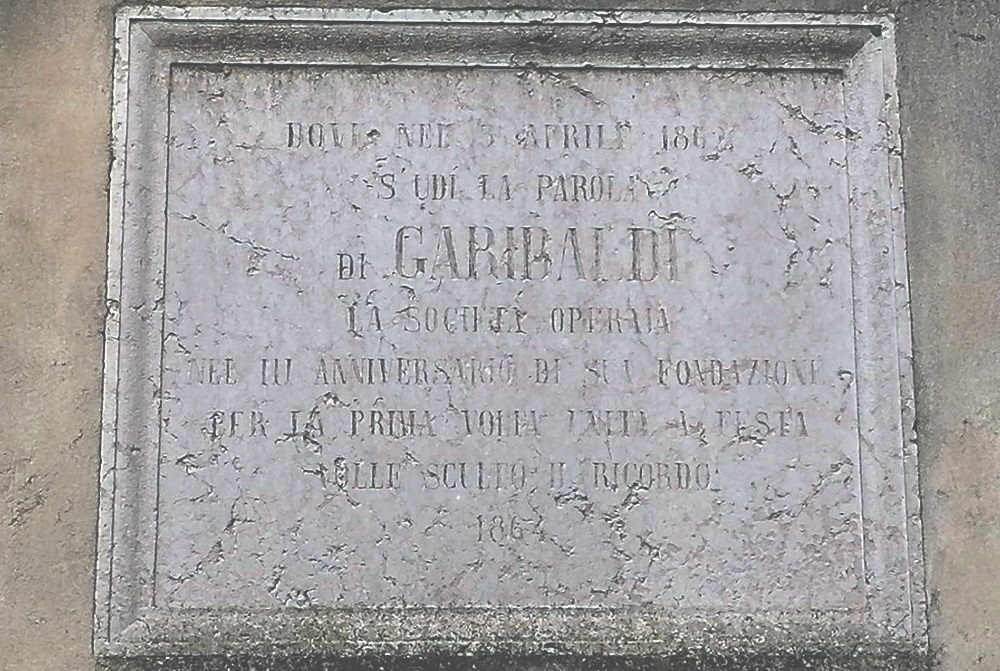 DOVE NEL 3 APRILE 1862
S'UDÌ LA PAROLA
DI GARIBALDI
LA SOCIETÀ OPERAIA
NEL III ANNIVERSARIO DI SUA FONDAZIONE
PER LA PRIMA VOLTA UNITA A FESTA
VOLLE SCULTO IL RICORDO
1864